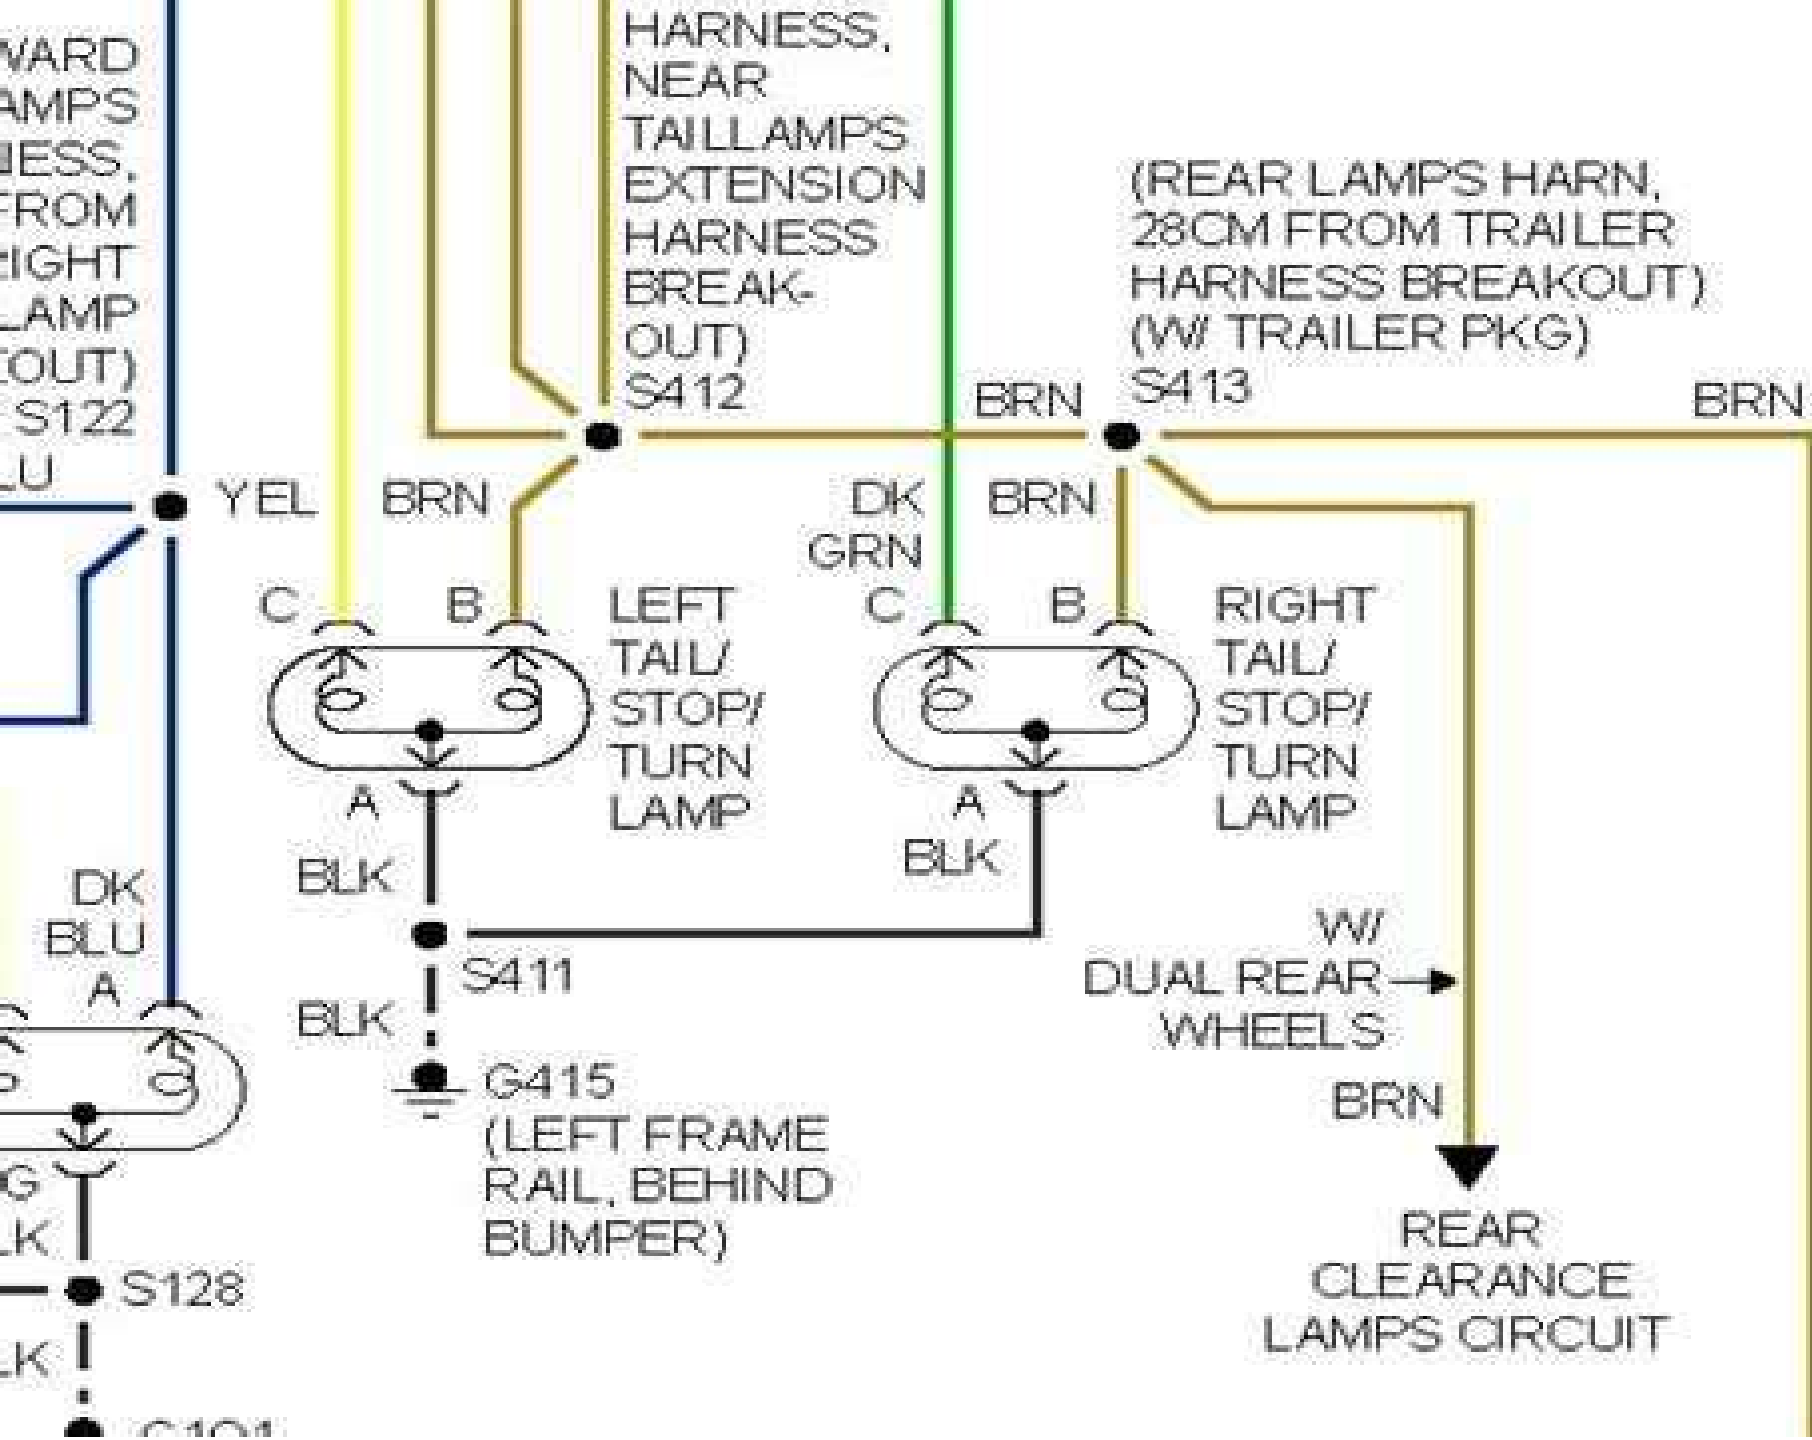 HARNESS,
NEAR
TAILLAMPS
EXTENSION
HARNESS
BREAK-
OUT)
S412
(REAR LAMPS HARN,
28CM FROM TRAILER
HARNESS BREAKOUT)
(W/ TRAILER PKG)
S413
BRN
BRN
S122
YEL
BRN
DK
GRN
BRN
C
B
LEFT
TAIL/
STOP/
TURN
LAMP
C
B
RIGHT
TAIL/
STOP/
TURN
LAMP
A
BLK
A
BLK
S411
BLK
G415
(LEFT FRAME
RAIL, BEHIND
BUMPER)
DK
BLU
A
W/
DUAL REAR
WHEELS
BRN
REAR
CLEARANCE
LAMPS CIRCUIT
S128
FROM
LAMP